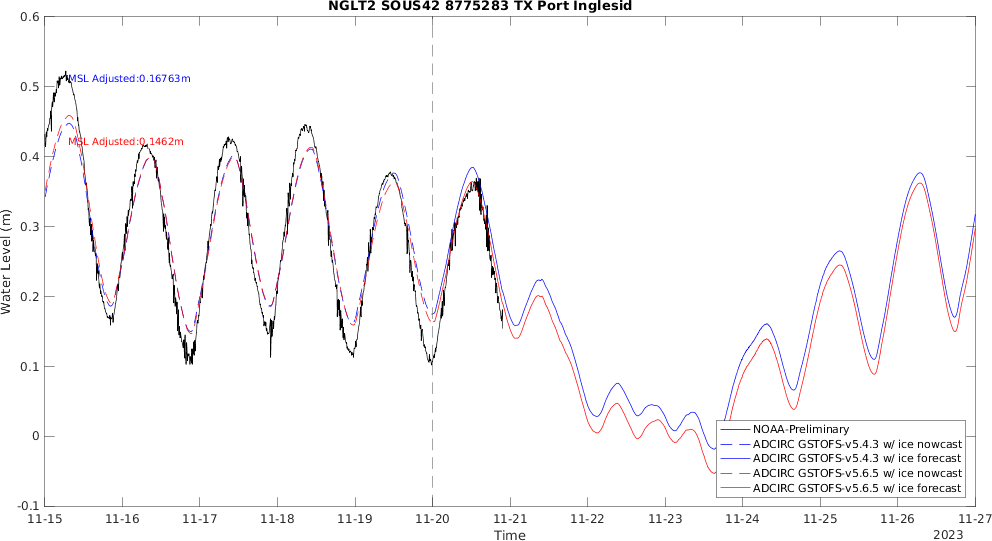 NGLT2 SOUS42 8775283 TX Port Inglesid
0.6
0.5
0.4
0.3
0.2
0.1
0
-0.1
Water Level (m)
MSL Adjusted:0.16763m
MSL Adjusted:0.1462m
NOAA-Preliminary
ADCIRC GSTOFS-v5.4.3 w/ ice nowcast
ADCIRC GSTOFS-v5.4.3 w/ ice forecast
ADCIRC GSTOFS-v5.6.5 w/ ice nowcast
ADCIRC GSTOFS-v5.6.5 w/ ice forecast
11-15 11-16 11-17 11-18 11-19 11-20 11-21 11-22 11-23 11-24 11-25 11-26 11-27
Time
2023